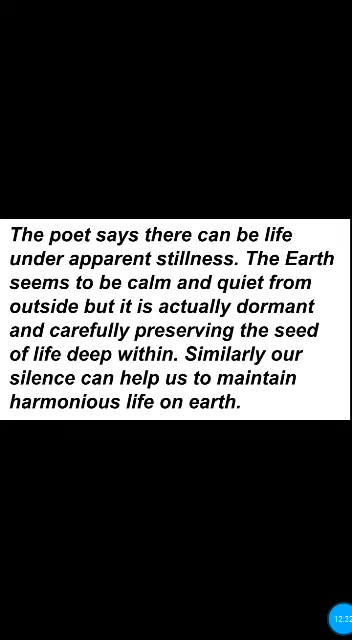 The poet says there can be life
under apparent stillness. The Earth
seems to be calm and quiet from
outside but it is actually dormant
and carefully preserving the seed
of life deep within. Similarly our
silence can help us to maintain
harmonious life on earth.
12:32